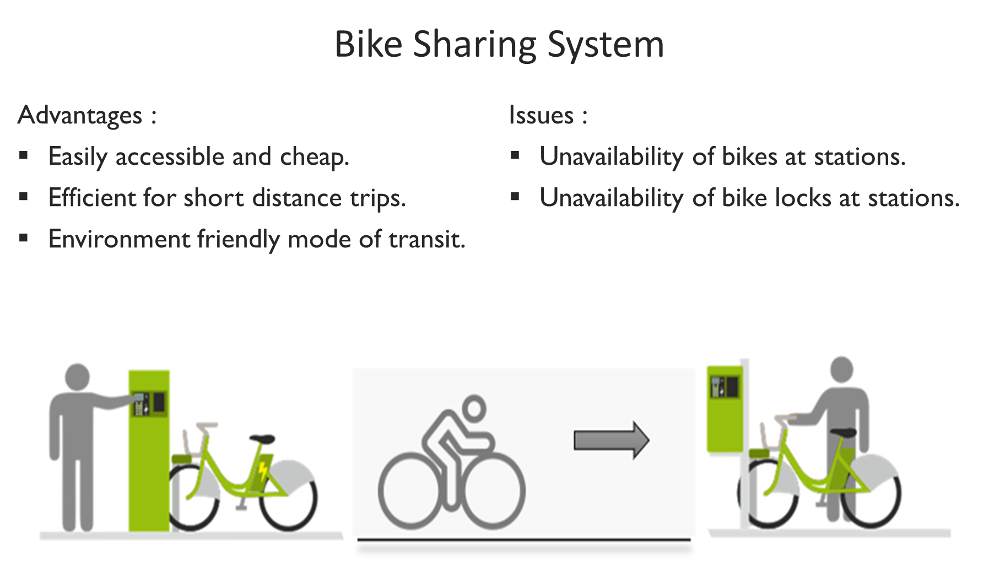 Bike Sharing System
Advantages :
▪ Easily accessible and cheap.
▪ Efficient for short distance trips.
▪ Environment friendly mode of transit.
Issues :
▪ Unavailability of bikes at stations.
▪ Unavailability of bike locks at stations.